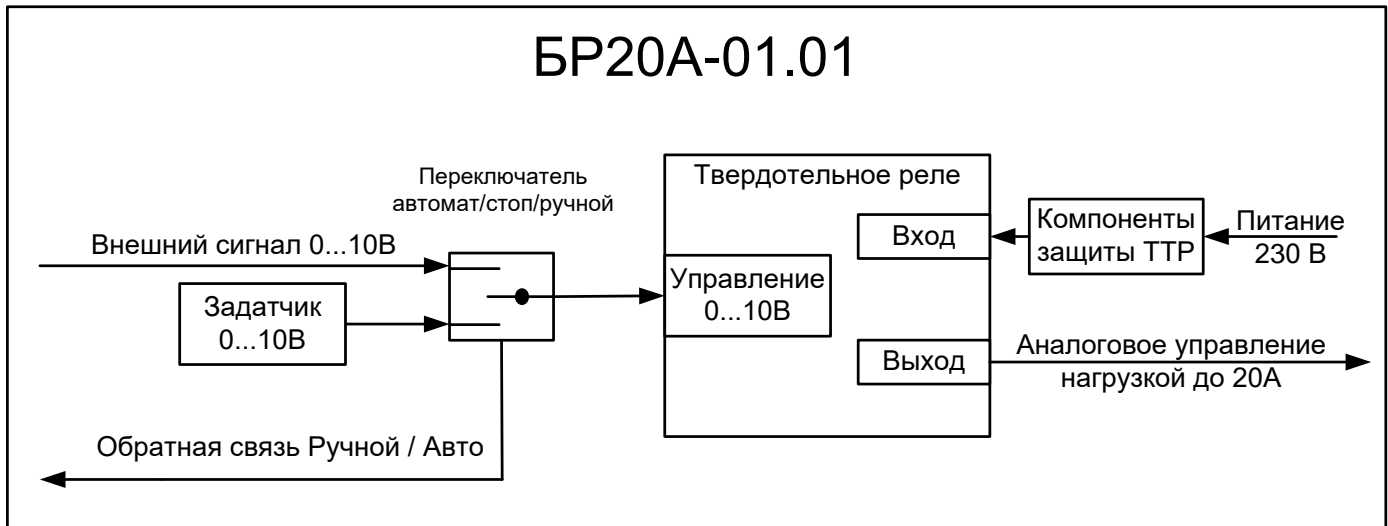 БР20А-01.01
Переключатель
автомат/стоп/ручной
Твердотельное реле
Внешний сигнал 0...10В
Задатчик
0...10В
Управление
0...10В
Вход
Компоненты
защиты ТТР
Питание
230 В
Выход
Аналоговое управление
нагрузкой до 20А
Обратная связь Ручной / Авто